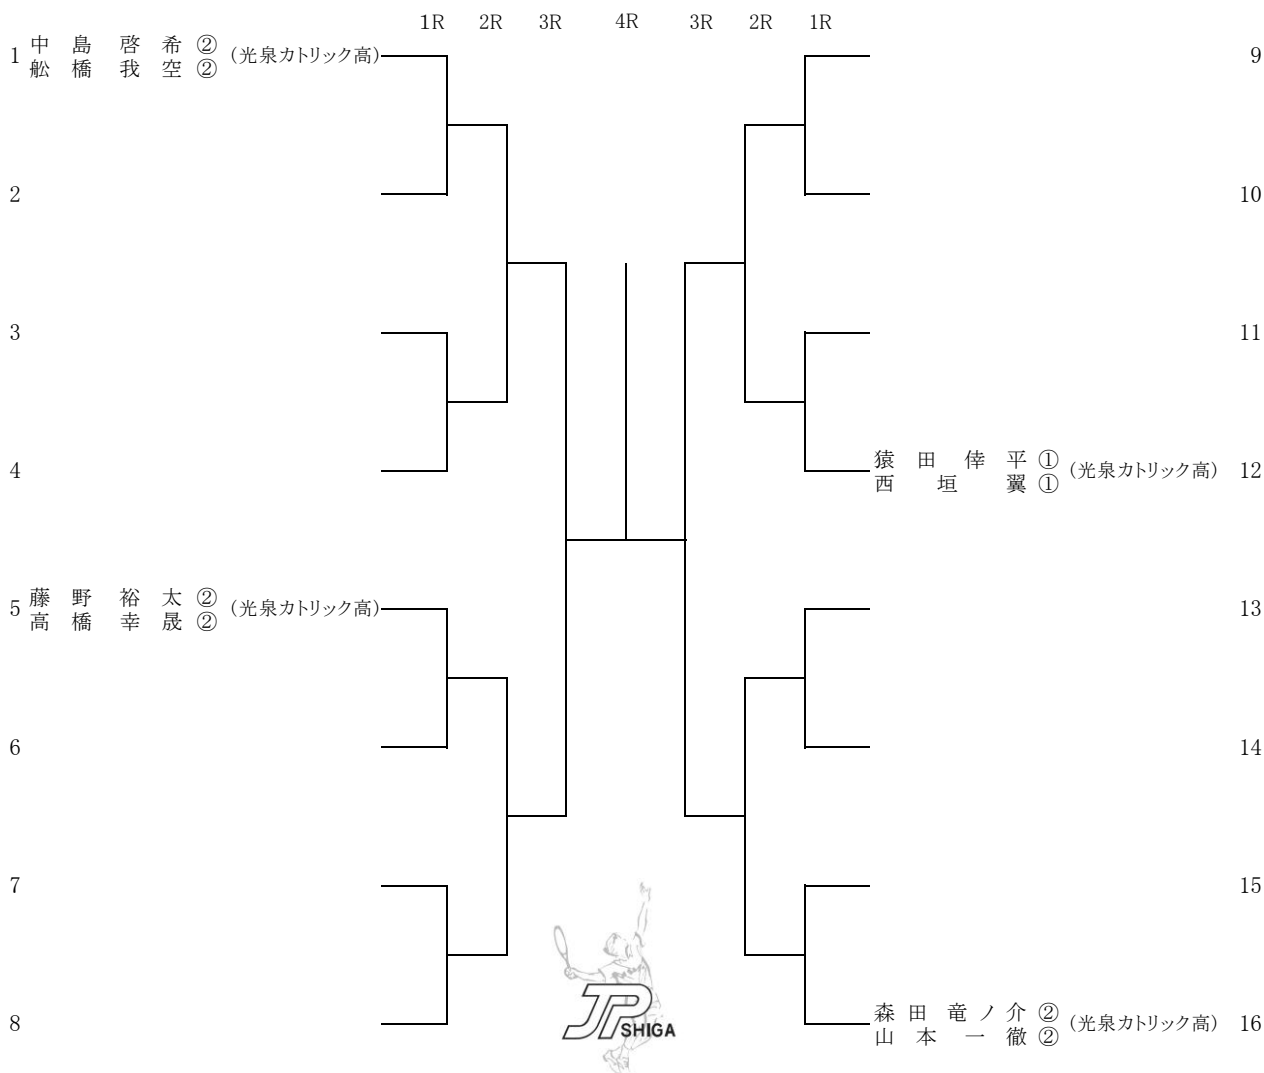 1R 2R 3R 4R 3R 2R 1R
1 中島啓希② (光泉カトリック高)
舩橋我空②
2
3
4
5 藤野裕太② (光泉カトリック高)
高橋幸晟②
6
7
8
9
10
11
猿田倖平① (光泉カトリック高) 12
西垣翼①
13
14
15
森田竜ノ介② (光泉カトリック高) 16
山本一徹②
JP SHIGA